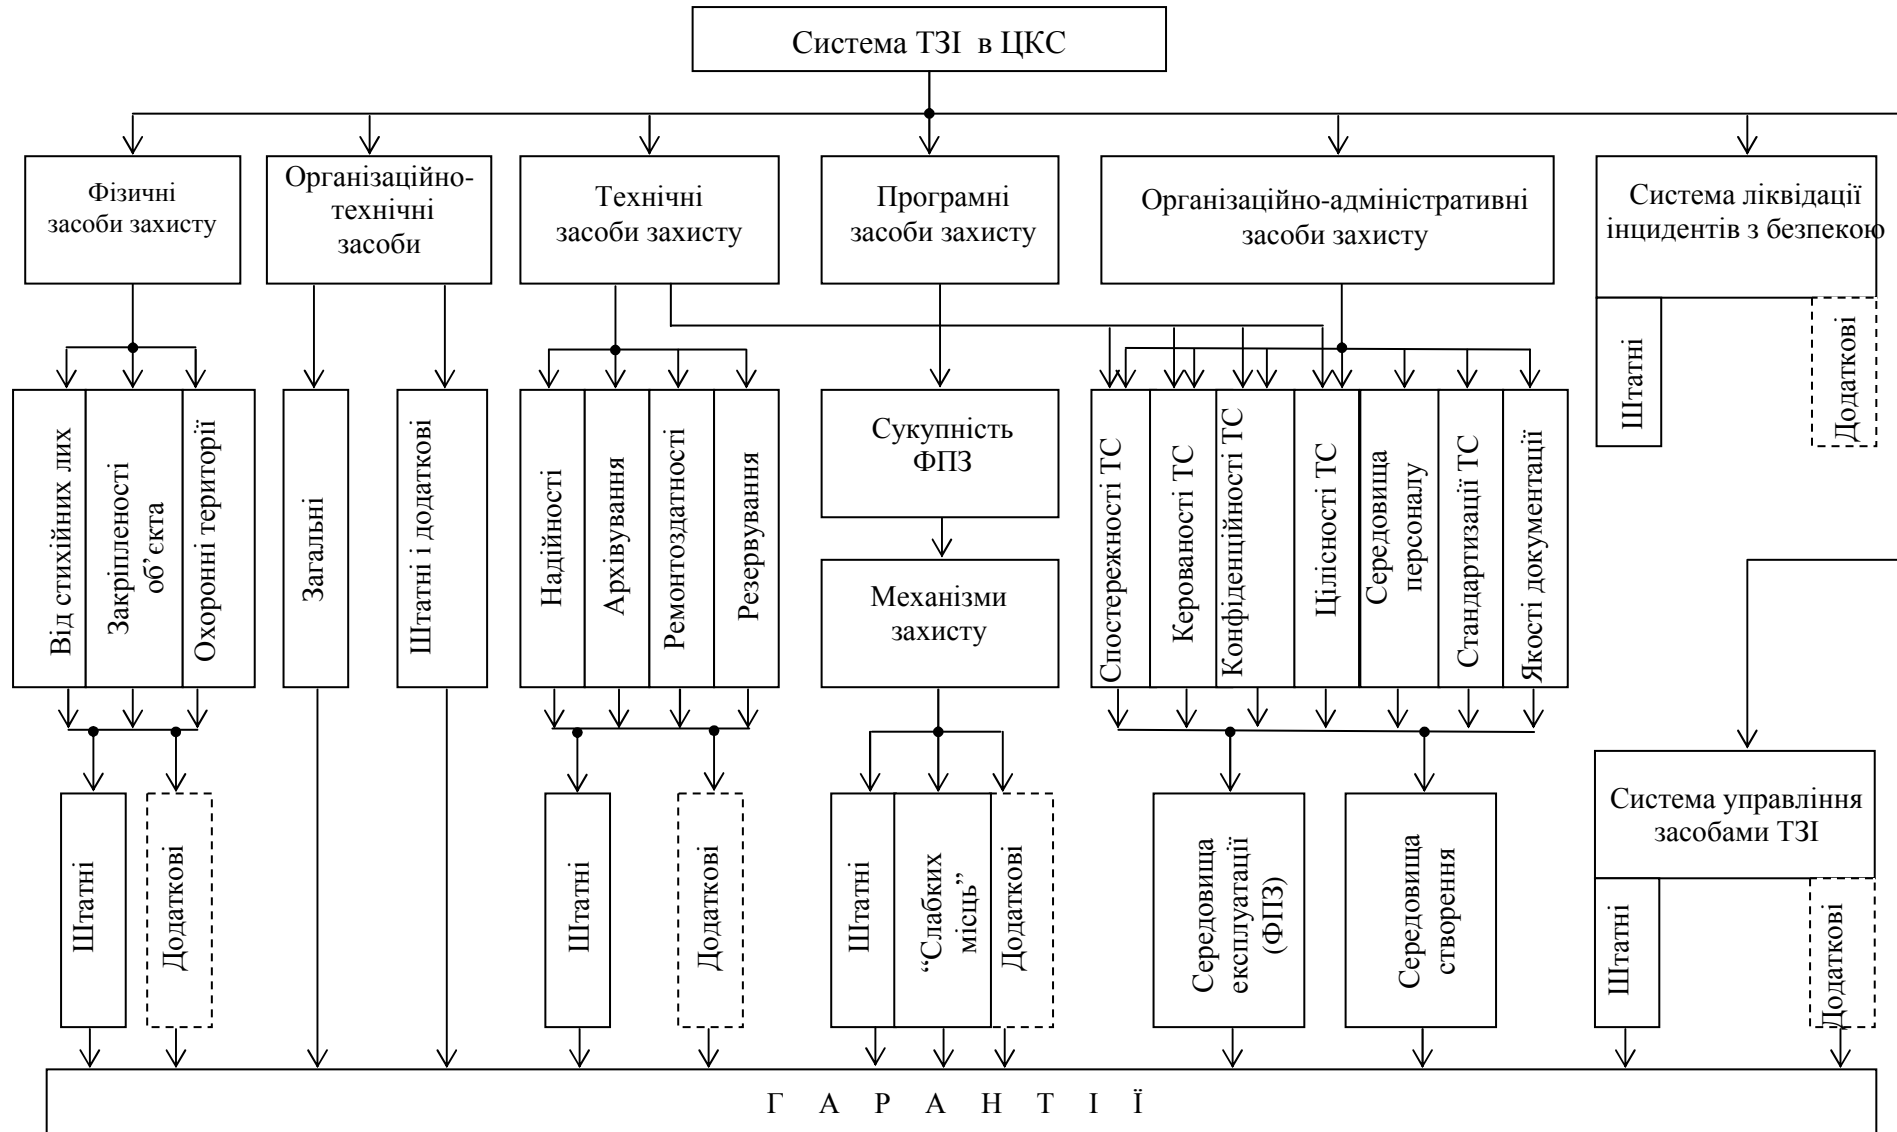 Система ТЗІ в ЦКС
Фізичні
засоби захисту
Організаційно-
технічні
засоби
Технічні
засоби захисту
Програмні
засоби захисту
Організаційно-адміністративні
засоби захисту
Система ліквідації
інцидентів з безпекою
Штатні
Додаткові
Від стихійних лих
Закріпленості
об’єкта
Охоронні території
Загальні
Штатні і додаткові
Надійності
Архівування
Ремонтоздатності
Резервування
Сукупність
ФПЗ
Механізми
захисту
Спостережності ТС
Керованості ТС
Конфіденційності ТС
Цілісності ТС
Середовища
персоналу
Стандартизації ТС
Якості документації
Штатні
Додаткові
Штатні
Додаткові
Штатні
“Слабких
місць”
Додаткові
Середовища
експлуатації
(ФПЗ)
Середовища
створення
Система управління
засобами ТЗІ
Штатні
Додаткові
Г А Р А Н Т І Ї